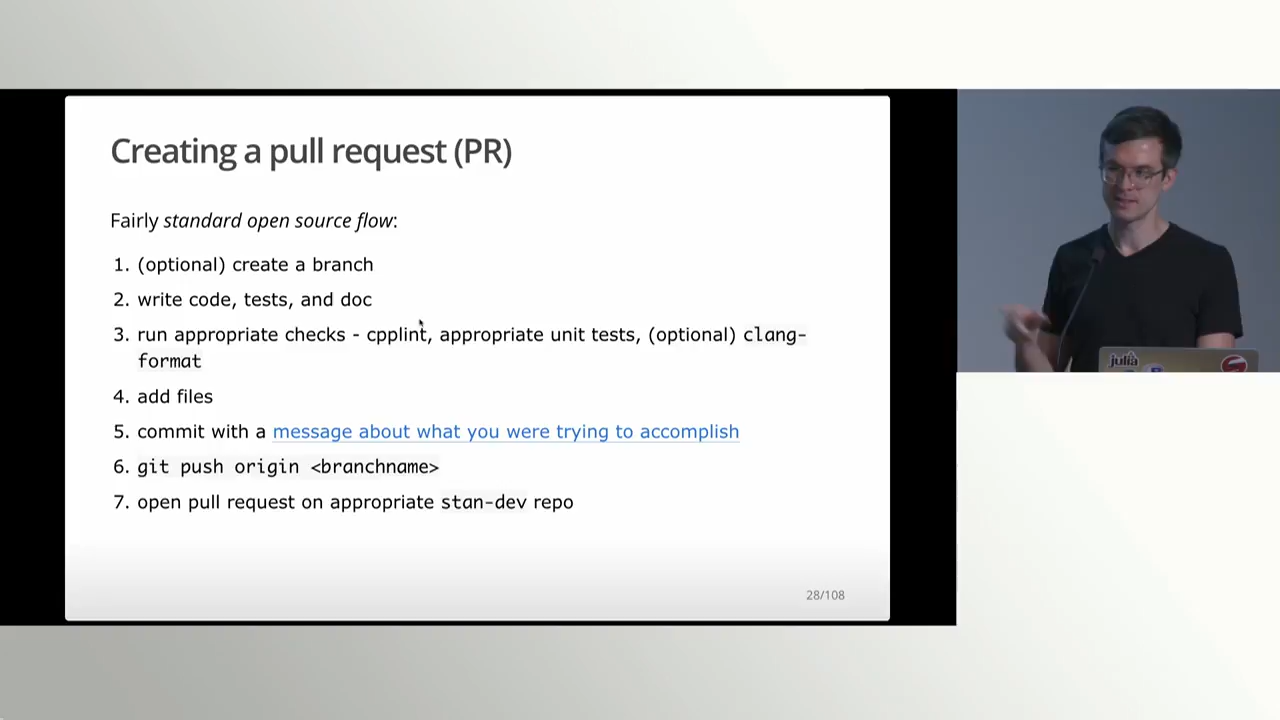 Creating a pull request (PR)
Fairly standard open source flow:
1. (optional) create a branch
2. write code, tests, and doc
3. run appropriate checks - cpplint, appropriate unit tests, (optional) clang-
format
4. add files
5. commit with a message about what you were trying to accomplish
6. git push origin <branchname>
7. open pull request on appropriate stan-dev repo
28/108
julia